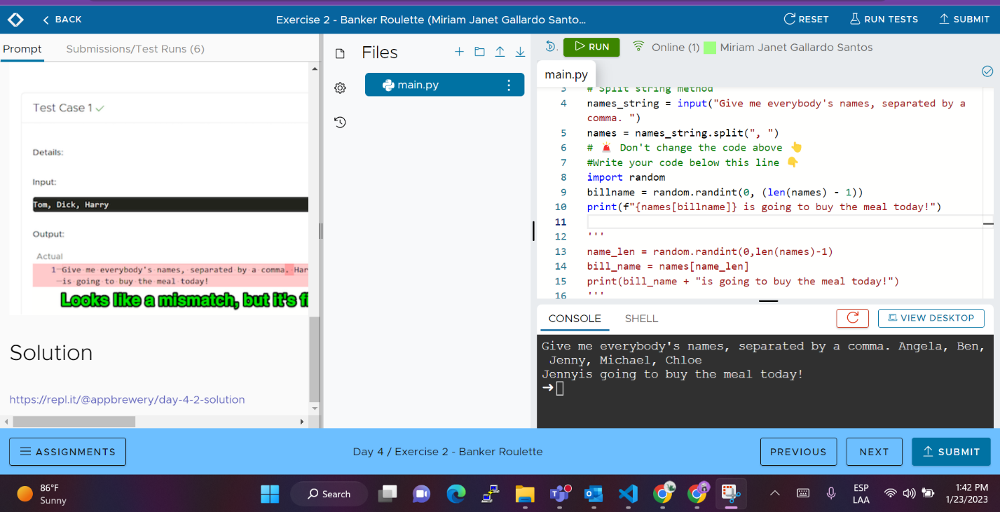 BACK
Exercise 2 - Banker Roulette (Miriam Janet Gallardo Santo...
RESET
RUN TESTS
SUBMIT
Prompt
Submissions/Test Runs (6)
Test Case 1
Details:
Input:
Tom, Dick, Harry
Output:
Actual
1 Give me everybody's names, separated by a comma. Har
is going to buy the meal today!
Looks like a mismatch, but it's fi
Solution
https://repl.it/@appbrewery/day-4-2-solution
Files
main.py
RUN
Online (1)
Miriam Janet Gallardo Santos
main.py
3 # Split string method
4 names_string = input("Give me everybody's names, separated by a
comma. ")
5 names = names_string.split(", ")
6 # 🚨 Don't change the code above 👆
7 #Write your code below this line 👇
8 import random
9 billname = random.randint(0, (len(names) - 1))
10 print(f"{names[billname]} is going to buy the meal today!")
11
12 '''
13 name_len = random.randint(0,len(names)-1)
14 bill_name = names[name_len]
15 print(bill_name + "is going to buy the meal today!")
16 '''
CONSOLE
SHELL
VIEW DESKTOP
Give me everybody's names, separated by a comma. Angela, Ben,
Jenny, Michael, Chloe
Jennyis going to buy the meal today!
ASSIGNMENTS
Day 4 / Exercise 2 - Banker Roulette
PREVIOUS
NEXT
SUBMIT
86°F
Sunny
Search
ESP
LAA
1:42 PM
1/23/2023